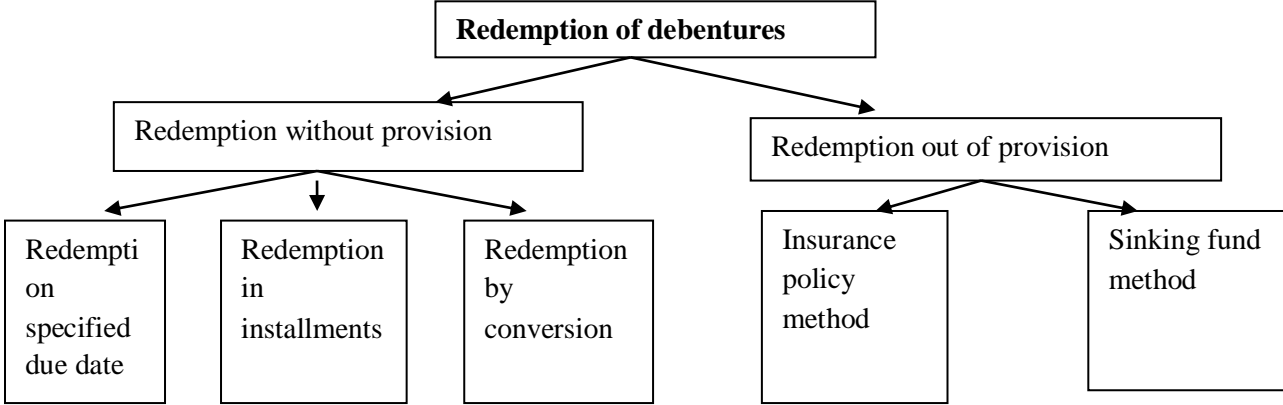 Redemption of debentures
Redemption without provision
Redemption out of provision
Redempti
on
specified
due date
Redemption
in
installments
Redemption
by
conversion
Insurance
policy
method
Sinking fund
method